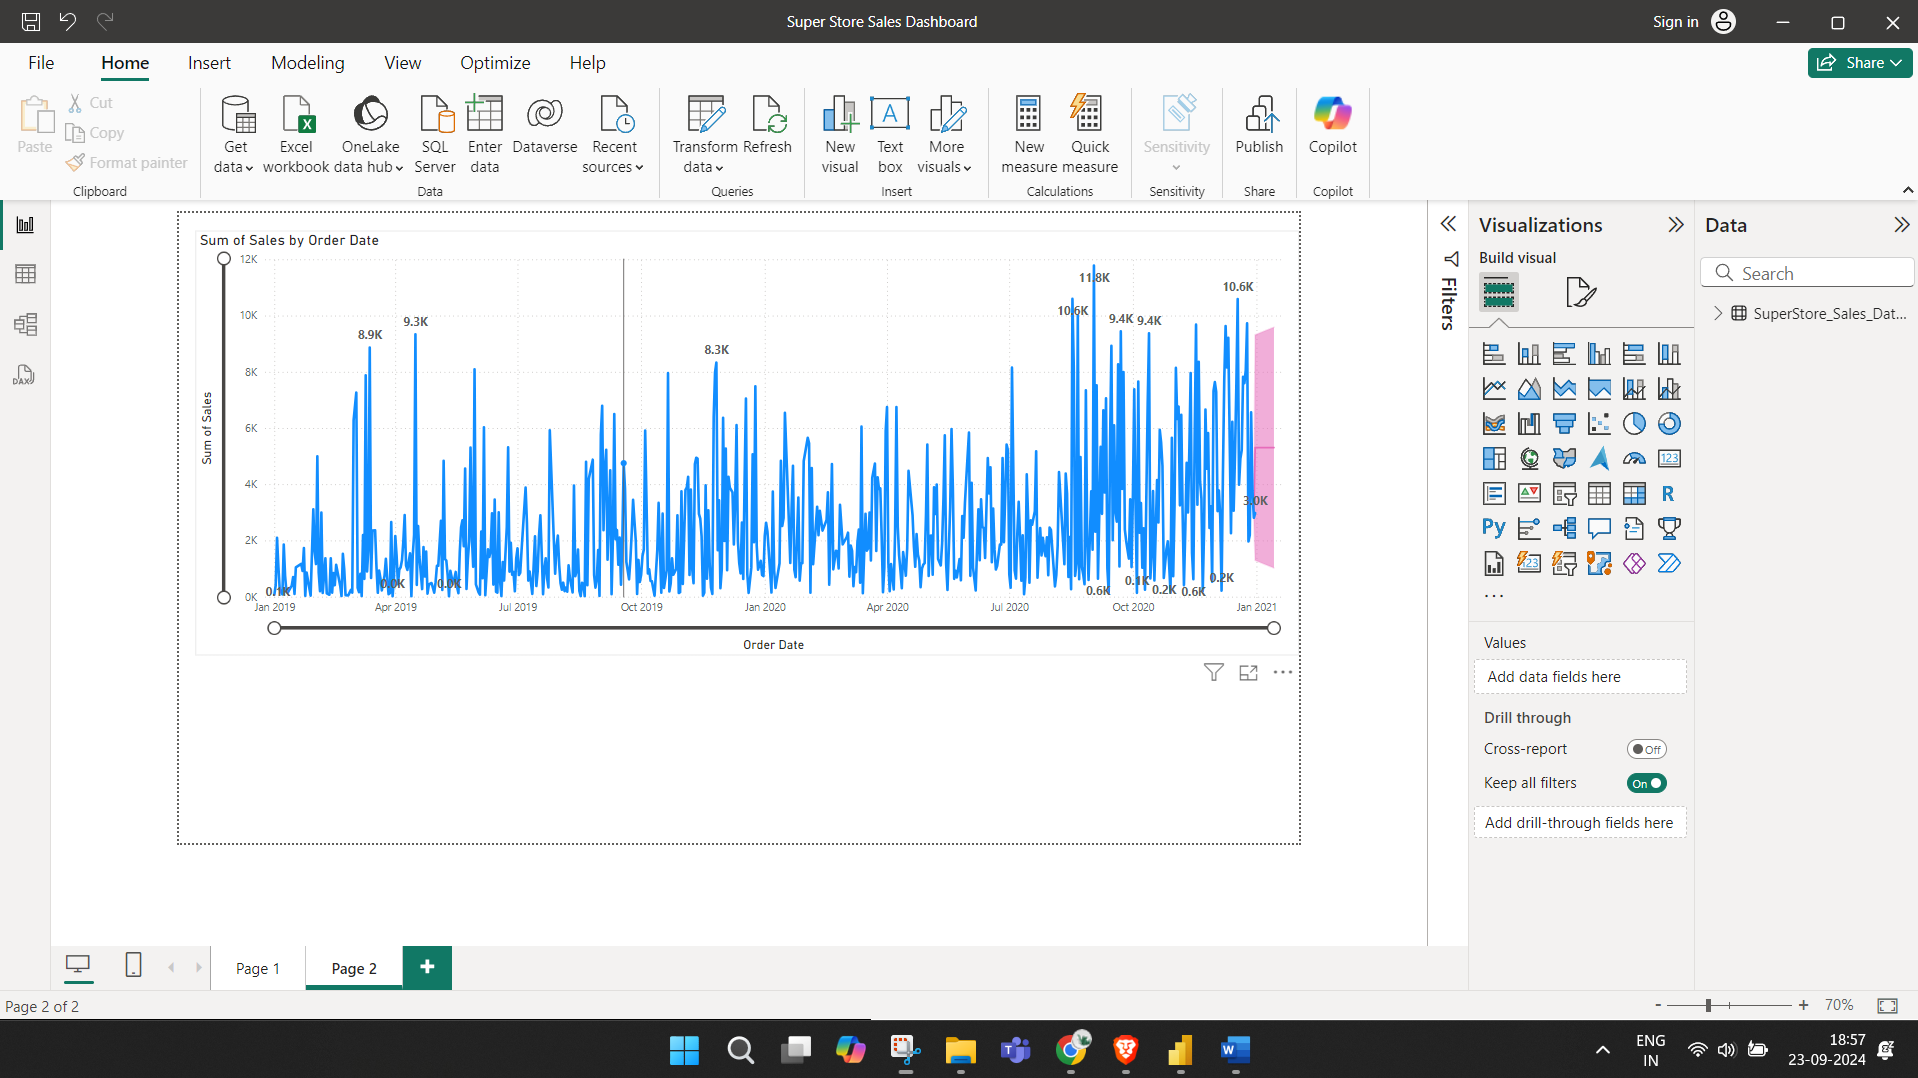 Super Store Sales Dashboard
Sign in
File Home Insert Modeling View Optimize Help
Share
Paste
Cut
Copy
Format painter
Clipboard
Get data
Excel workbook
OneLake data hub
SQL Server
Enter data
Dataverse
Recent sources
Data
Transform data
Refresh
Queries
New visual
Text box
More visuals
Insert
New measure
Quick measure
Calculations
Sensitivity
Sensitivity
Publish
Share
Copilot
Copilot
Sum of Sales by Order Date
Sum of Sales
12K
10K
8K
6K
4K
2K
0K
0.1K
8.9K
0.0K
9.3K
0.0K
8.3K
10.6K
11.8K
0.6K
9.4K
0.1K
9.4K
0.2K
0.6K
0.2K
10.6K
3.0K
Jan 2019 Apr 2019 Jul 2019 Oct 2019 Jan 2020 Apr 2020 Jul 2020 Oct 2020 Jan 2021
Order Date
Filters
Visualizations
Build visual
123
R
Py
123
...
Values
Add data fields here
Drill through
Cross-report
Off
Keep all filters
On
Add drill-through fields here
Data
Search
SuperStore_Sales_Dat...
DAX
Page 1
Page 2
Page 2 of 2
- + 70%
ENG
IN
18:57
23-09-2024